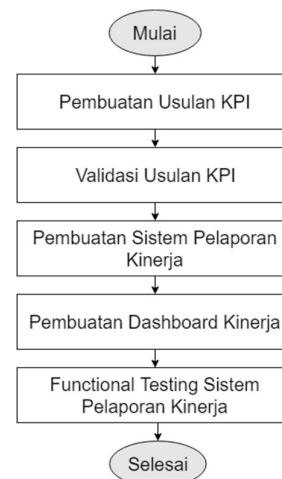 Mulai
Pembuatan Usulan KPI
Validasi Usulan KPI
Pembuatan Sistem Pelaporan
Kinerja
Pembuatan Dashboard Kinerja
Functional Testing Sistem
Pelaporan Kinerja
Selesai